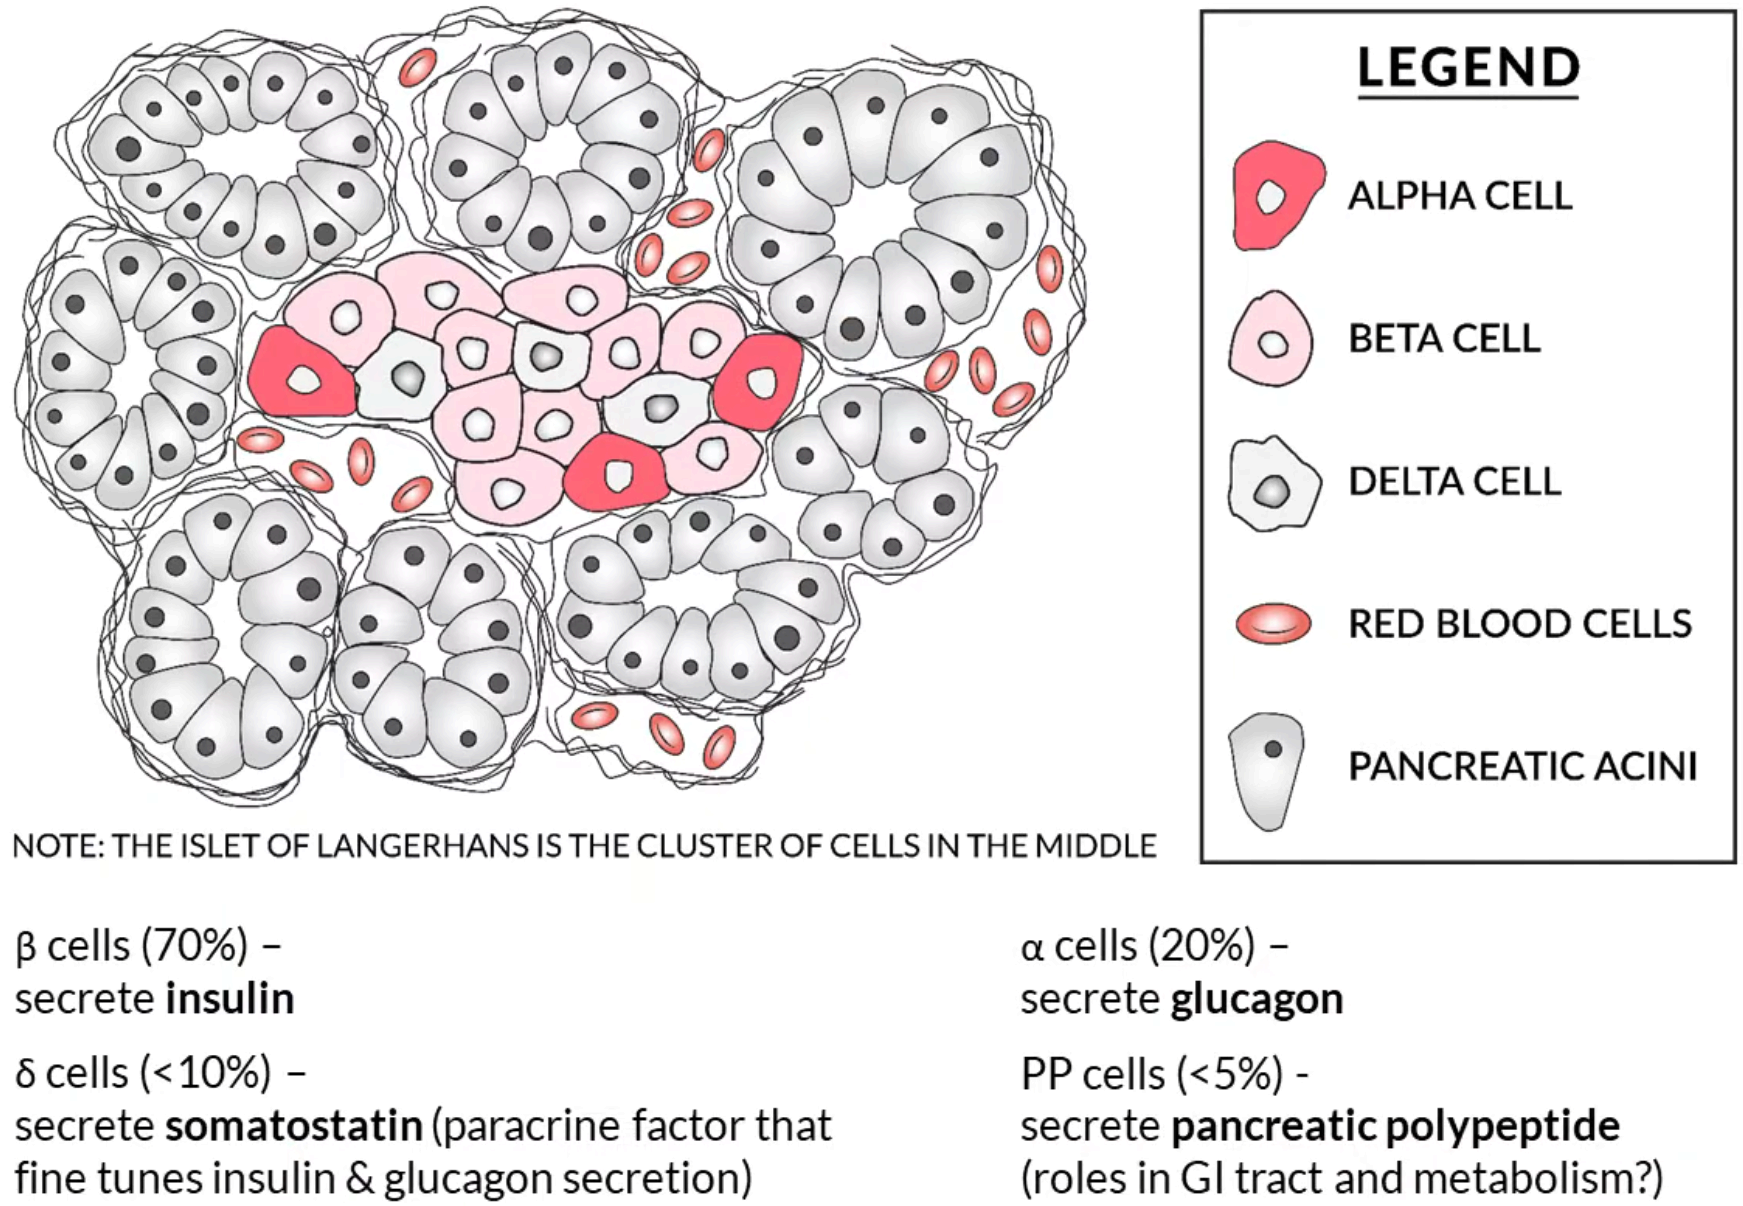 LEGEND
ALPHA CELL
BETA CELL
DELTA CELL
RED BLOOD CELLS
PANCREATIC ACINI
NOTE: THE ISLET OF LANGERHANS IS THE CLUSTER OF CELLS IN THE MIDDLE
β cells (70%) –
secrete insulin
δ cells (<10%) –
secrete somatostatin (paracrine factor that
fine tunes insulin & glucagon secretion)
α cells (20%) –
secrete glucagon
PP cells (<5%) -
secrete pancreatic polypeptide
(roles in GI tract and metabolism?)